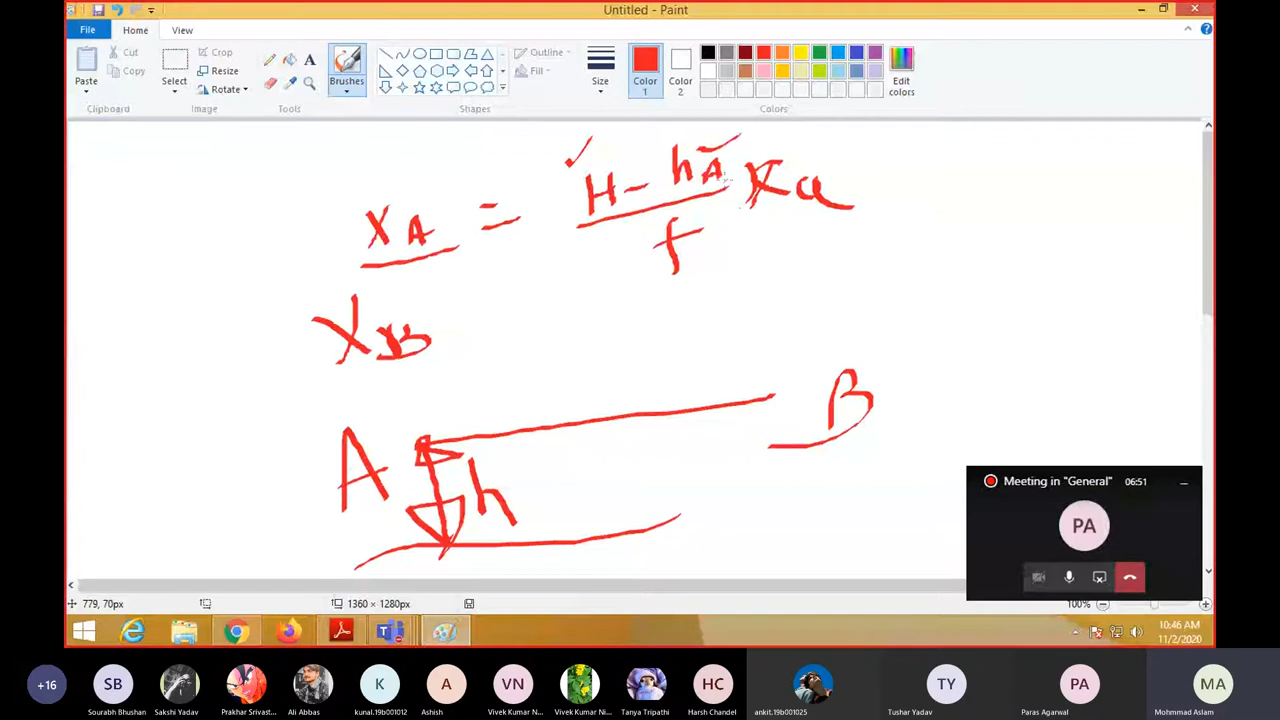 Untitled - Paint
File Home View
Cut
Copy
Paste
Clipboard
Crop
Resize
Rotate
Select
Image
Tools
Brushes
Shapes
Outline
Fill
Size
Color 1
Color 2
Edit colors
Colors
xA = H - hA / f xa
XB
A h B
Meeting in "General" 06:51
PA
779, 70px
1360 × 1280px
100%
10:46 AM
11/2/2020
+16 SB K A VN HC TY PA MA
Sourabh Bhushan Sakshi Yadav Prakhar Srivast... Ali Abbas kunal.19b001012 Ashish Vivek Kumar N... Vivek Kumar Ni... Tanya Tripathi Harsh Chandel ankit.19b001025 Tushar Yadav Paras Agarwal Mohmmad Aslam